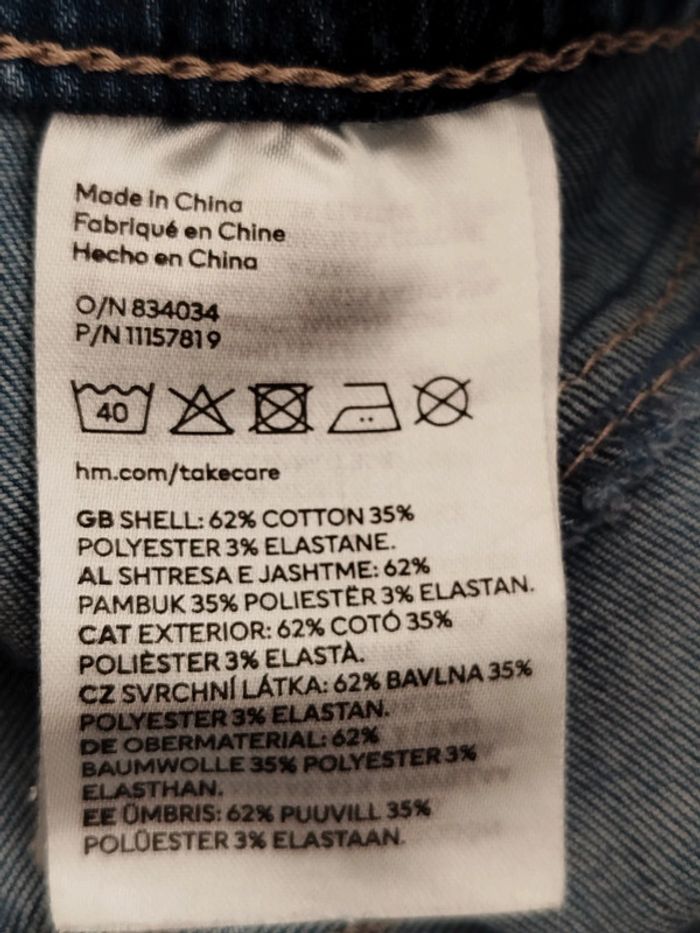 Made in China
Fabriqué en Chine
Hecho en China
O/N 834034
P/N 11157819
40
hm.com/takecare
GB SHELL: 62% COTTON 35%
POLYESTER 3% ELASTANE.
AL SHTRESA E JASHTME: 62%
PAMBUK 35% POLIESTËR 3% ELASTAN.
CAT EXTERIOR: 62% COTÓ 35%
POLIÈSTER 3% ELASTÀ.
CZ SVRCHNÍ LÁTKA: 62% BAVLNA 35%
POLYESTER 3% ELASTAN.
DE OBERMATERIAL: 62%
BAUMWOLLE 35% POLYESTER 3%
ELASTHAN.
EE ÜMBRIS: 62% PUUVILL 35%
POLÜESTER 3% ELASTAAN.